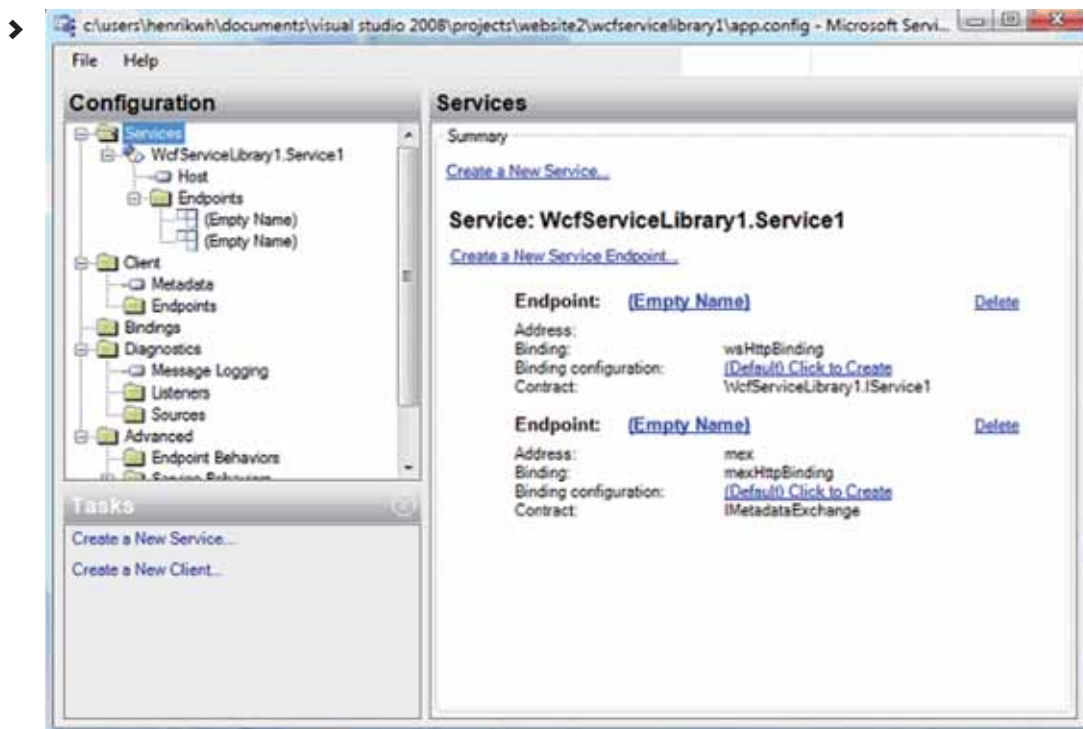 c:\users\henrikwh\documents\visual studio 2008\projects\website2\wcfservicelibrary1\app.config - Microsoft Servi...
File Help
Configuration
Services
WcfServiceLibrary1.Service1
Host
Endpoints
(Empty Name)
(Empty Name)
Client
Metadata
Endpoints
Bindings
Diagnostics
Message Logging
Listeners
Sources
Advanced
Endpoint Behaviors
Service Behaviors
Tasks
Create a New Service...
Create a New Client...
Services
Summary
Create a New Service...
Service: WcfServiceLibrary1.Service1
Create a New Service Endpoint...
Endpoint: (Empty Name) Delete
Address:
Binding: wsHttpBinding
Binding configuration: (Default) Click to Create
Contract: WcfServiceLibrary1.IService1
Endpoint: (Empty Name) Delete
Address: mex
Binding: mexHttpBinding
Binding configuration: (Default) Click to Create
Contract: IMetadataExchange